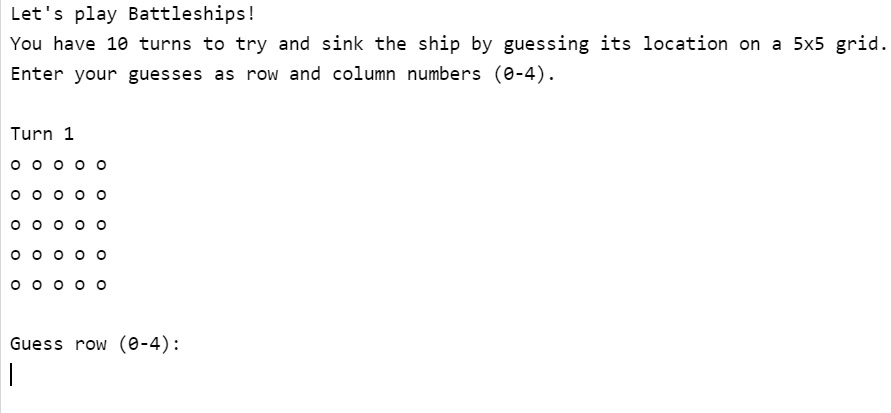 Let's play Battleships!
You have 10 turns to try and sink the ship by guessing its location on a 5x5 grid.
Enter your guesses as row and column numbers (0-4).
Turn 1
o o o o o
o o o o o
o o o o o
o o o o o
o o o o o
Guess row (0-4):